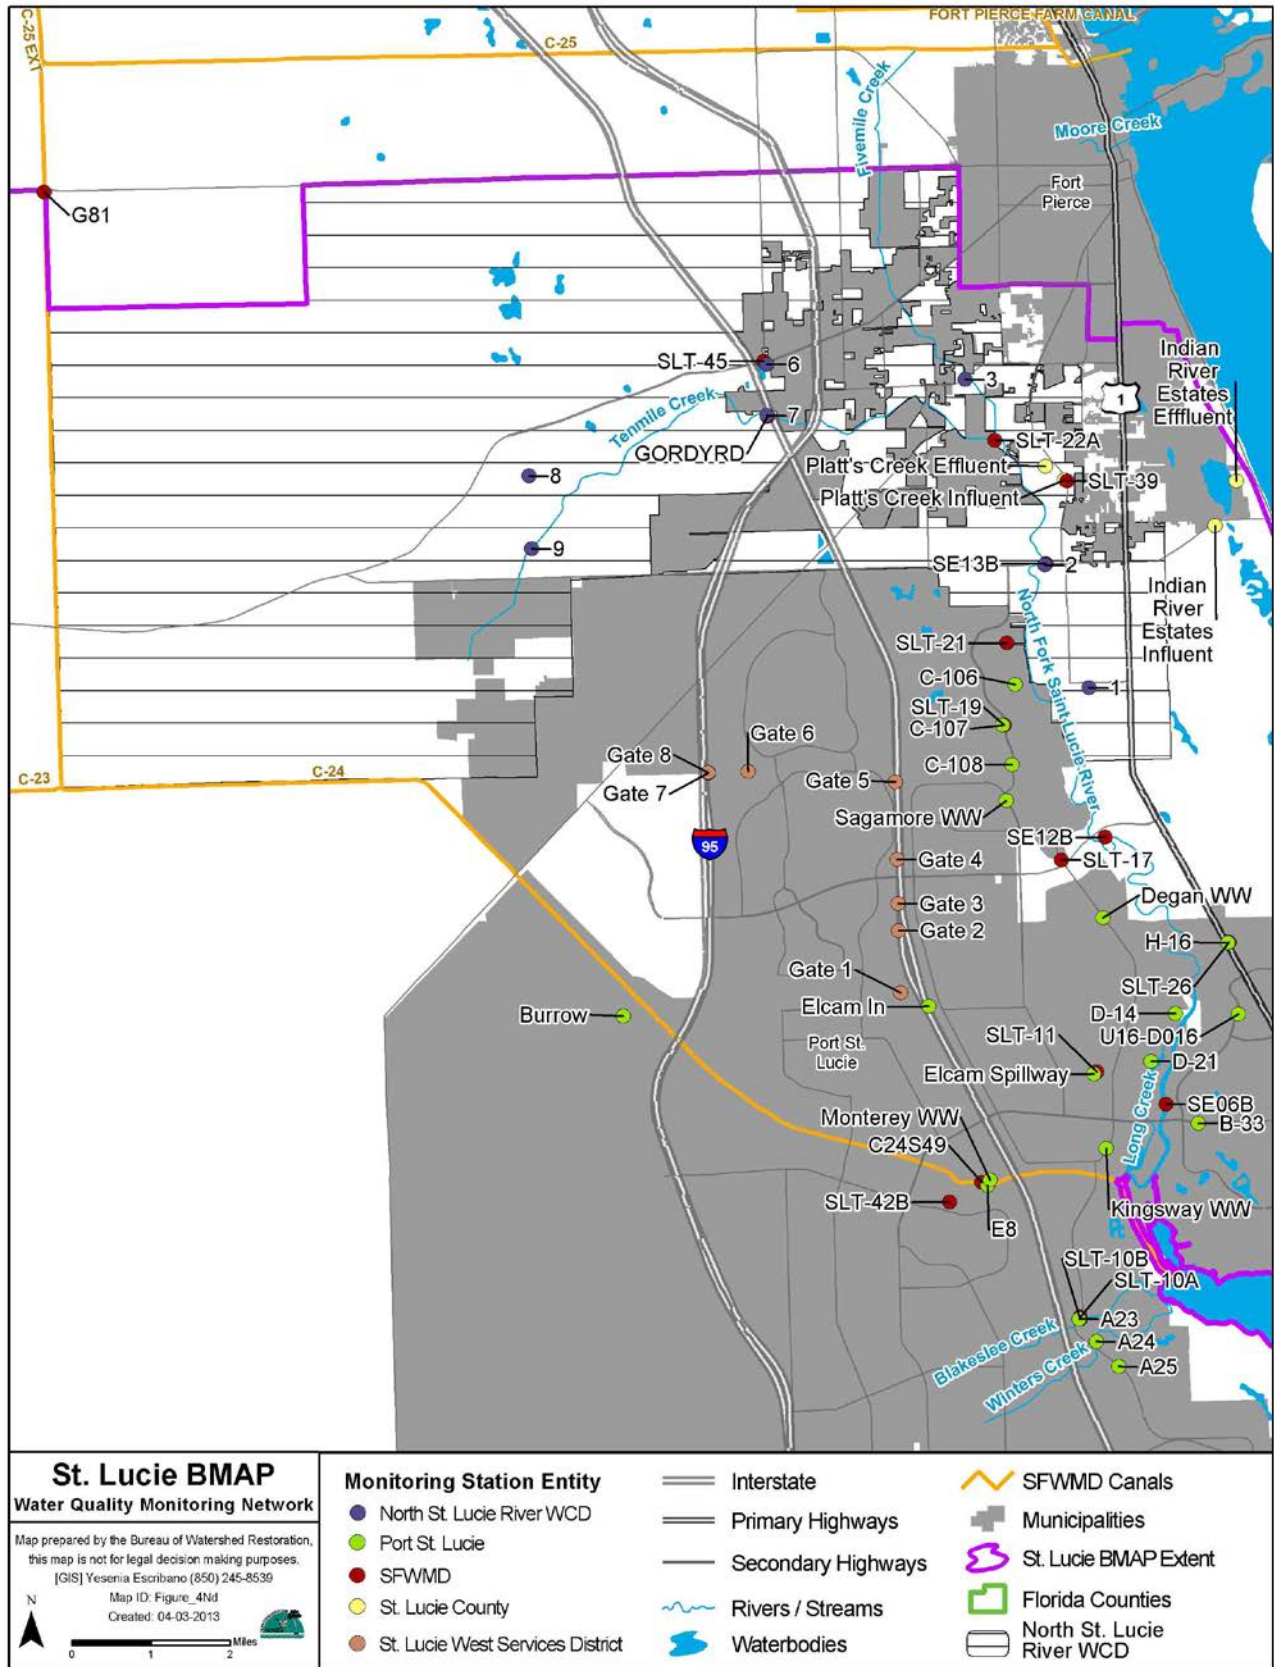 FORT PIERCE FARM CANAL
C-25 EXT
C-25
Fivemile Creek
Moore Creek
Fort
Pierce
G81
SLT-45
6
3
Indian
River
Estates
Efffluent
1
Tenmile Creek
7
GORDYRD
SLT-22A
Platt's Creek Effluent
8
Platt's Creek Influent
SLT-39
9
SE13B
2
Indian
River
Estates
Influent
North Fork Saint Lucie River
SLT-21
C-106
1
SLT-19
C-107
Gate 6
Gate 8
C-108
C-23
C-24
Gate 7
Gate 5
Sagamore WW
95
SE12B
Gate 4
SLT-17
Degan WW
Gate 3
Gate 2
H-16
Gate 1
SLT-26
Elcam In
Burrow
D-14
U16-D016
SLT-11
Port St.
Lucie
D-21
Elcam Spillway
SE06B
Monterey WW
B-33
Long Creek
C24S49
SLT-42B
Kingsway WW
E8
SLT-10B
SLT-10A
A23
Blakeslee Creek
A24
A25
Winters Creek
St. Lucie BMAP
Water Quality Monitoring Network
Map prepared by the Bureau of Watershed Restoration,
this map is not for legal decision making purposes.
[GIS] Yesenia Escribano (850) 245-8539
Map ID: Figure_4Nd
Created: 04-03-2013
N
Miles
0 1 2
Monitoring Station Entity
North St. Lucie River WCD
Port St. Lucie
SFWMD
St. Lucie County
St. Lucie West Services District
Interstate
Primary Highways
Secondary Highways
Rivers / Streams
Waterbodies
SFWMD Canals
Municipalities
St. Lucie BMAP Extent
Florida Counties
North St. Lucie
River WCD